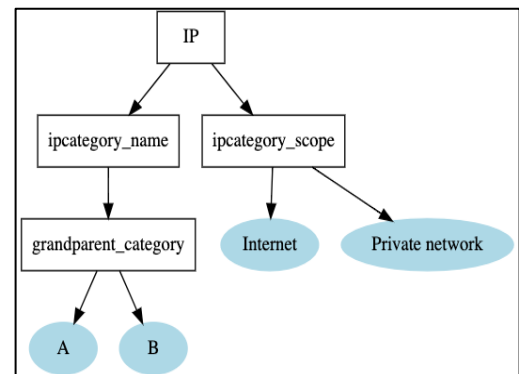 IP
ipcategory_name
ipcategory_scope
grandparent_category
Internet
Private network
A
B